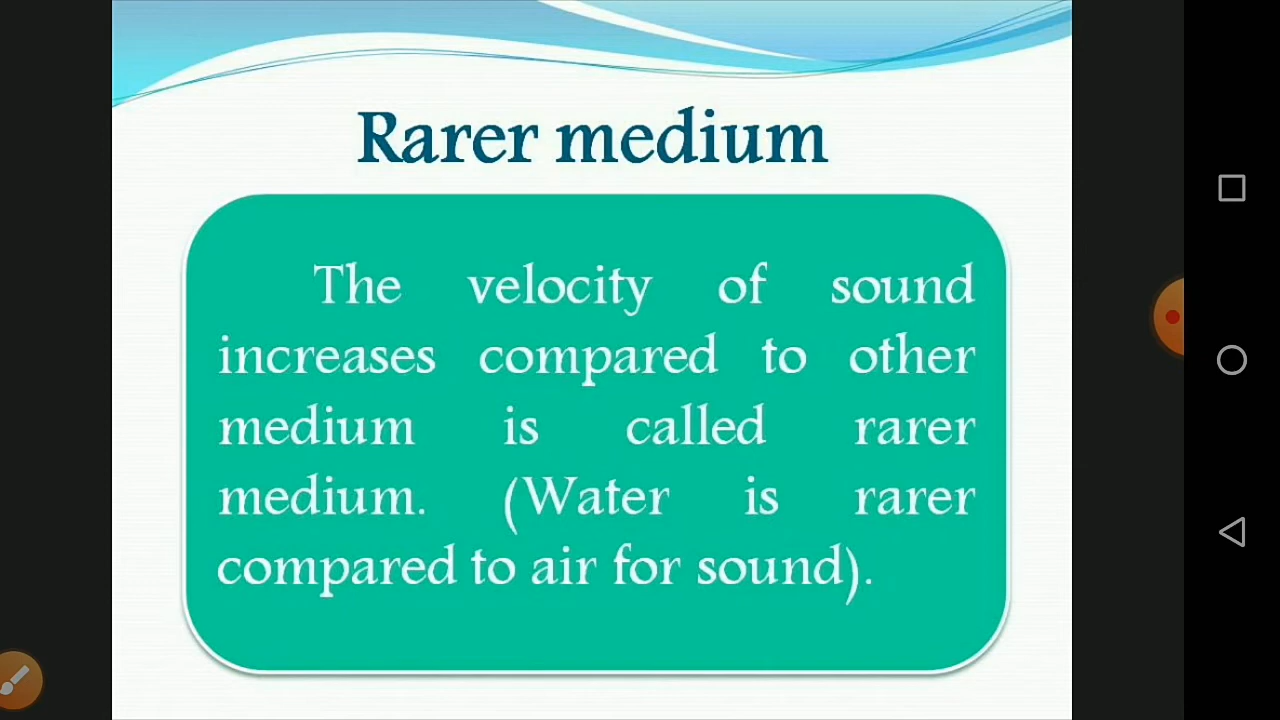 Rarer medium
The velocity of sound
increases compared to other
medium is called rarer
medium. (Water is rarer
compared to air for sound).